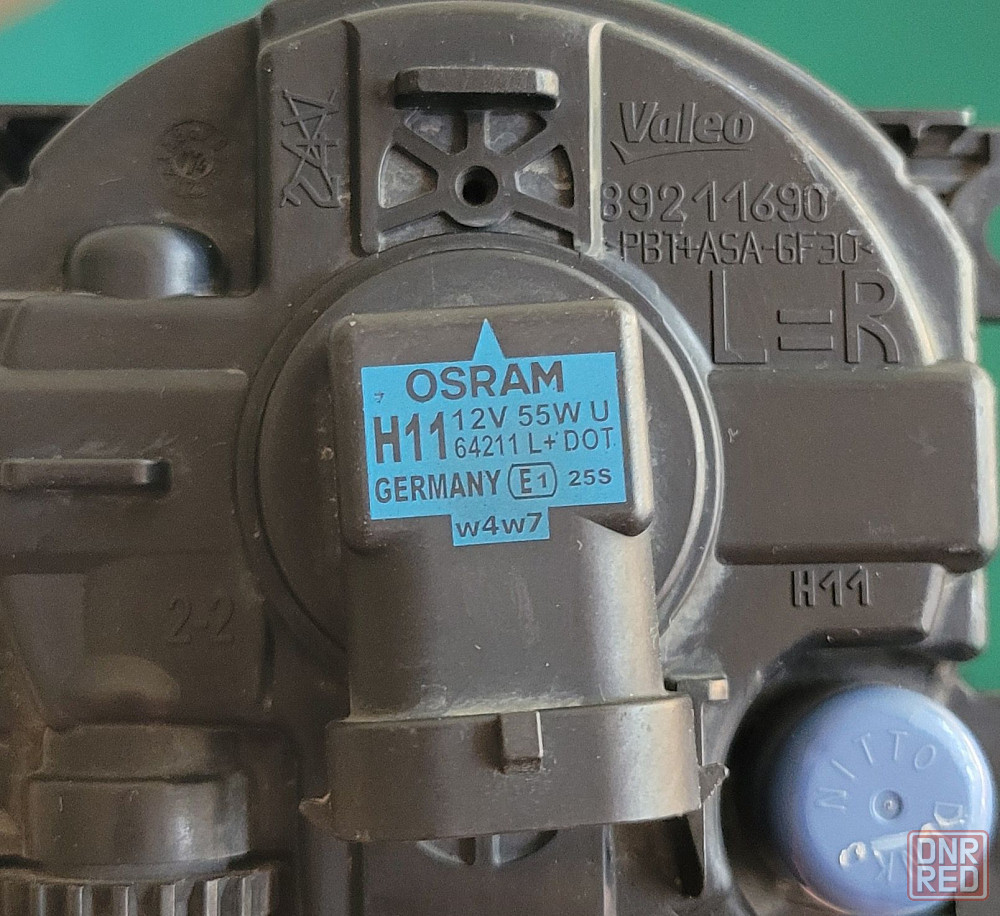 Valeo
89211690
>PBT+ASA-GF30<
L=R
OSRAM
H11 12V 55W U
64211 L+ DOT
GERMANY E1 25S
w4w7
H11
2-2
NITTO
DNR
RED